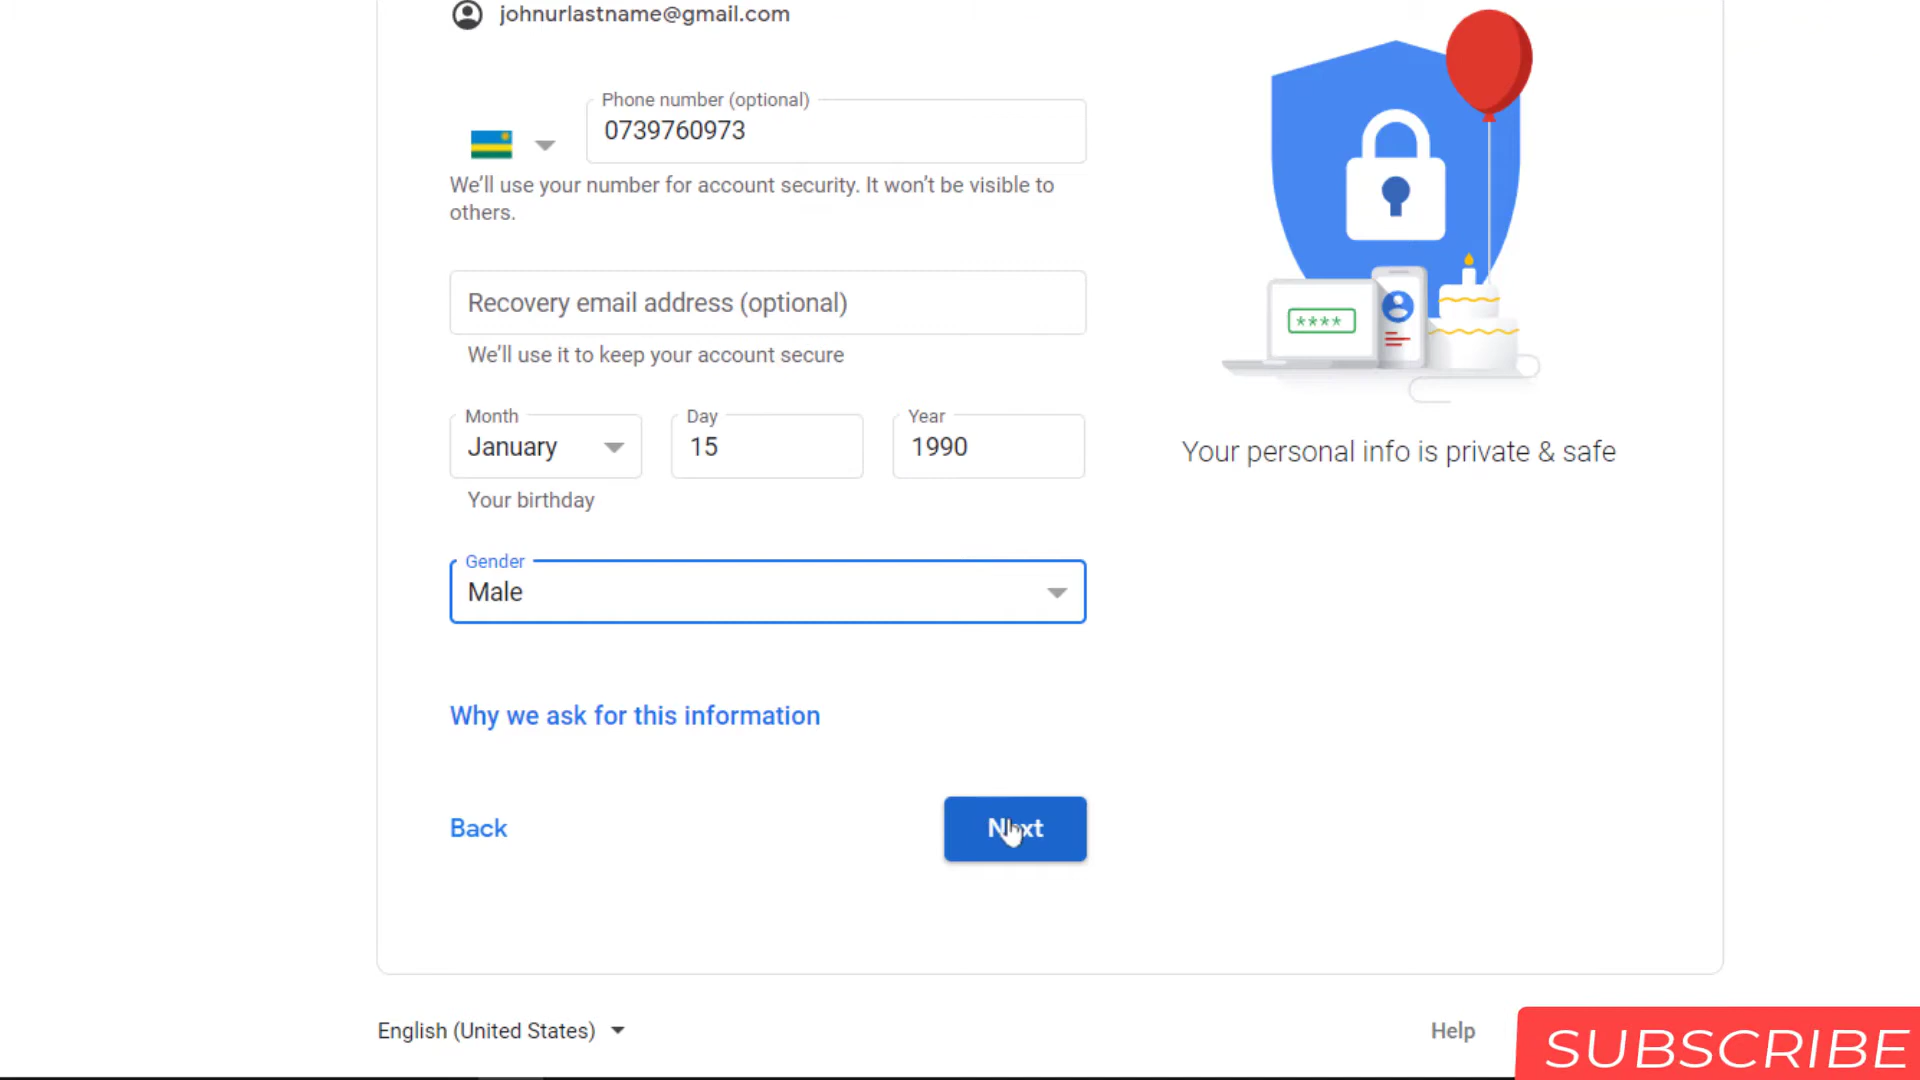 johnurlastname@gmail.com
Phone number (optional)
0739760973
We’ll use your number for account security. It won’t be visible to
others.
Recovery email address (optional)
We’ll use it to keep your account secure
****
Your personal info is private & safe
Month
January
Day
15
Year
1990
Your birthday
Gender
Male
Why we ask for this information
Back
Next
English (United States)
Help
SUBSCRIBE